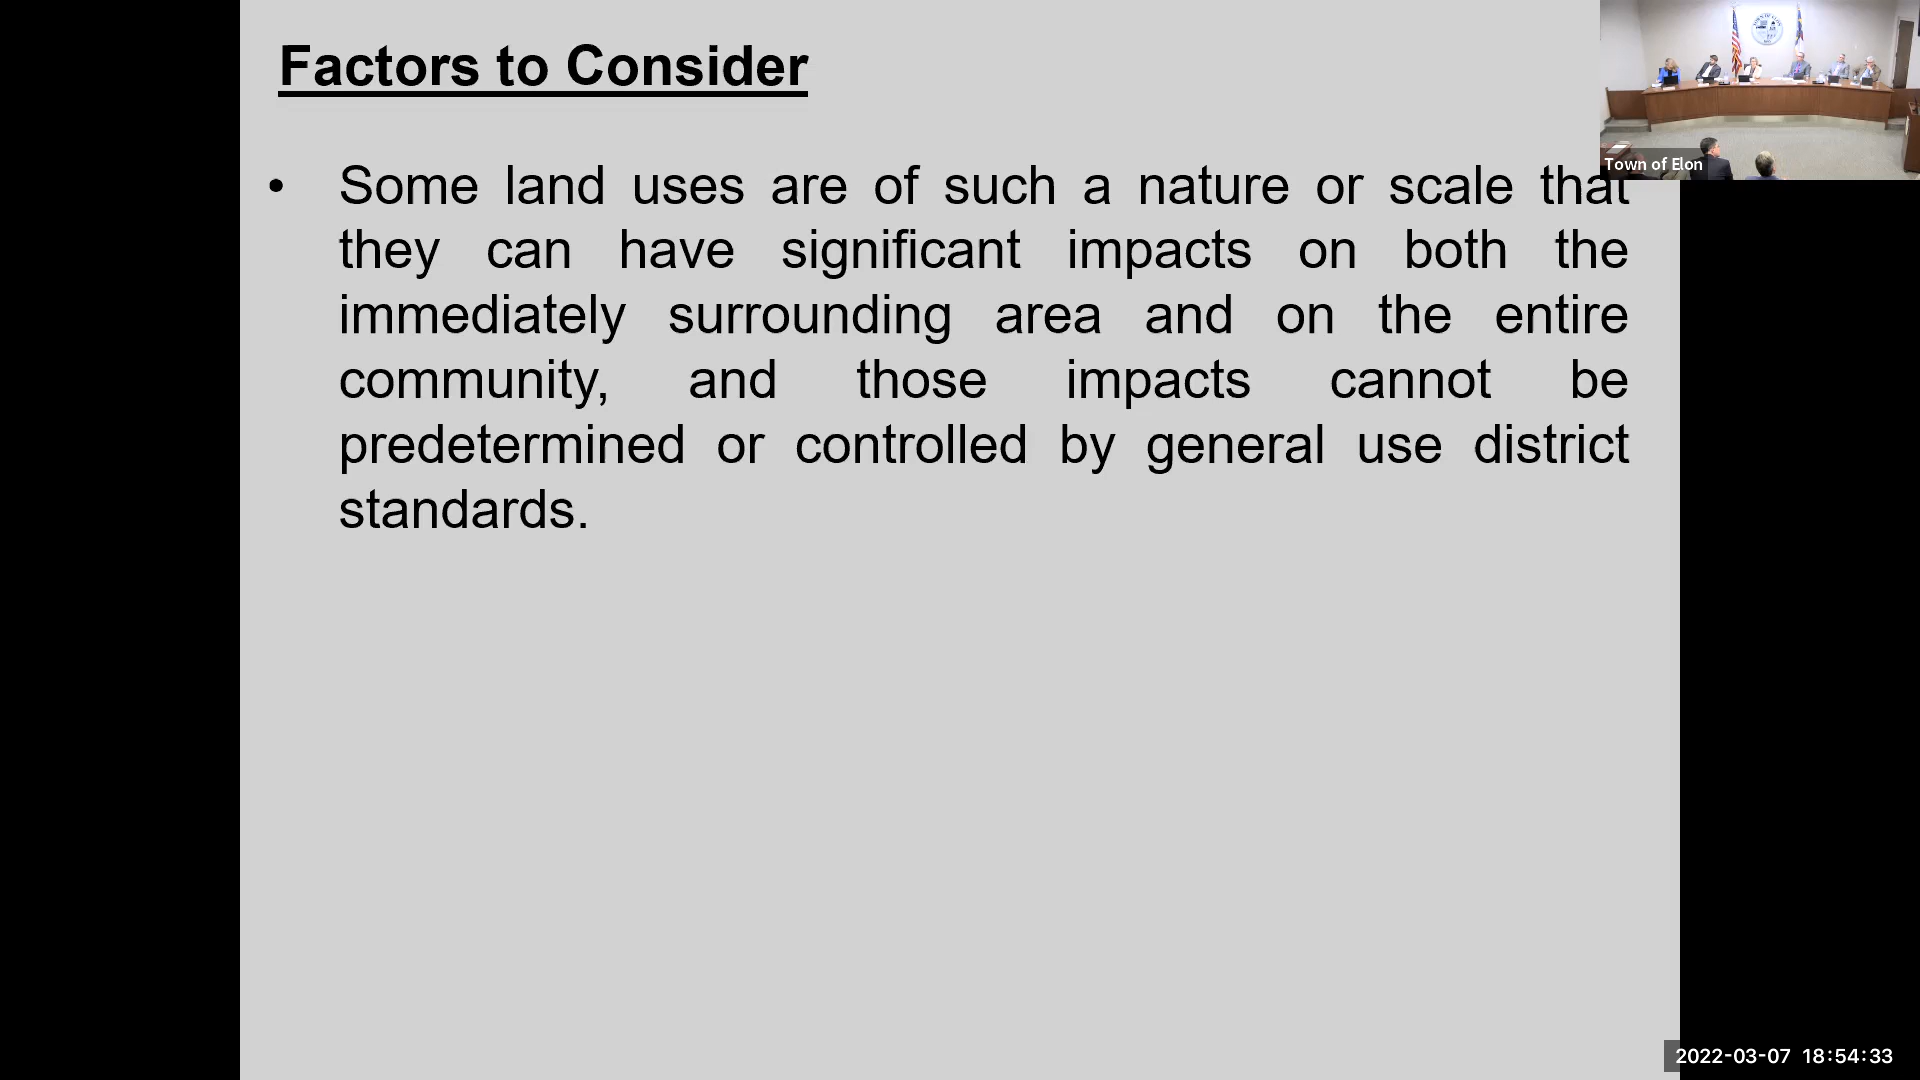 Factors to Consider
• Some land uses are of such a nature or scale that
they can have significant impacts on both the
immediately surrounding area and on the entire
community, and those impacts cannot be
predetermined or controlled by general use district
standards.
Town of Elon
2022-03-07 18:54:33